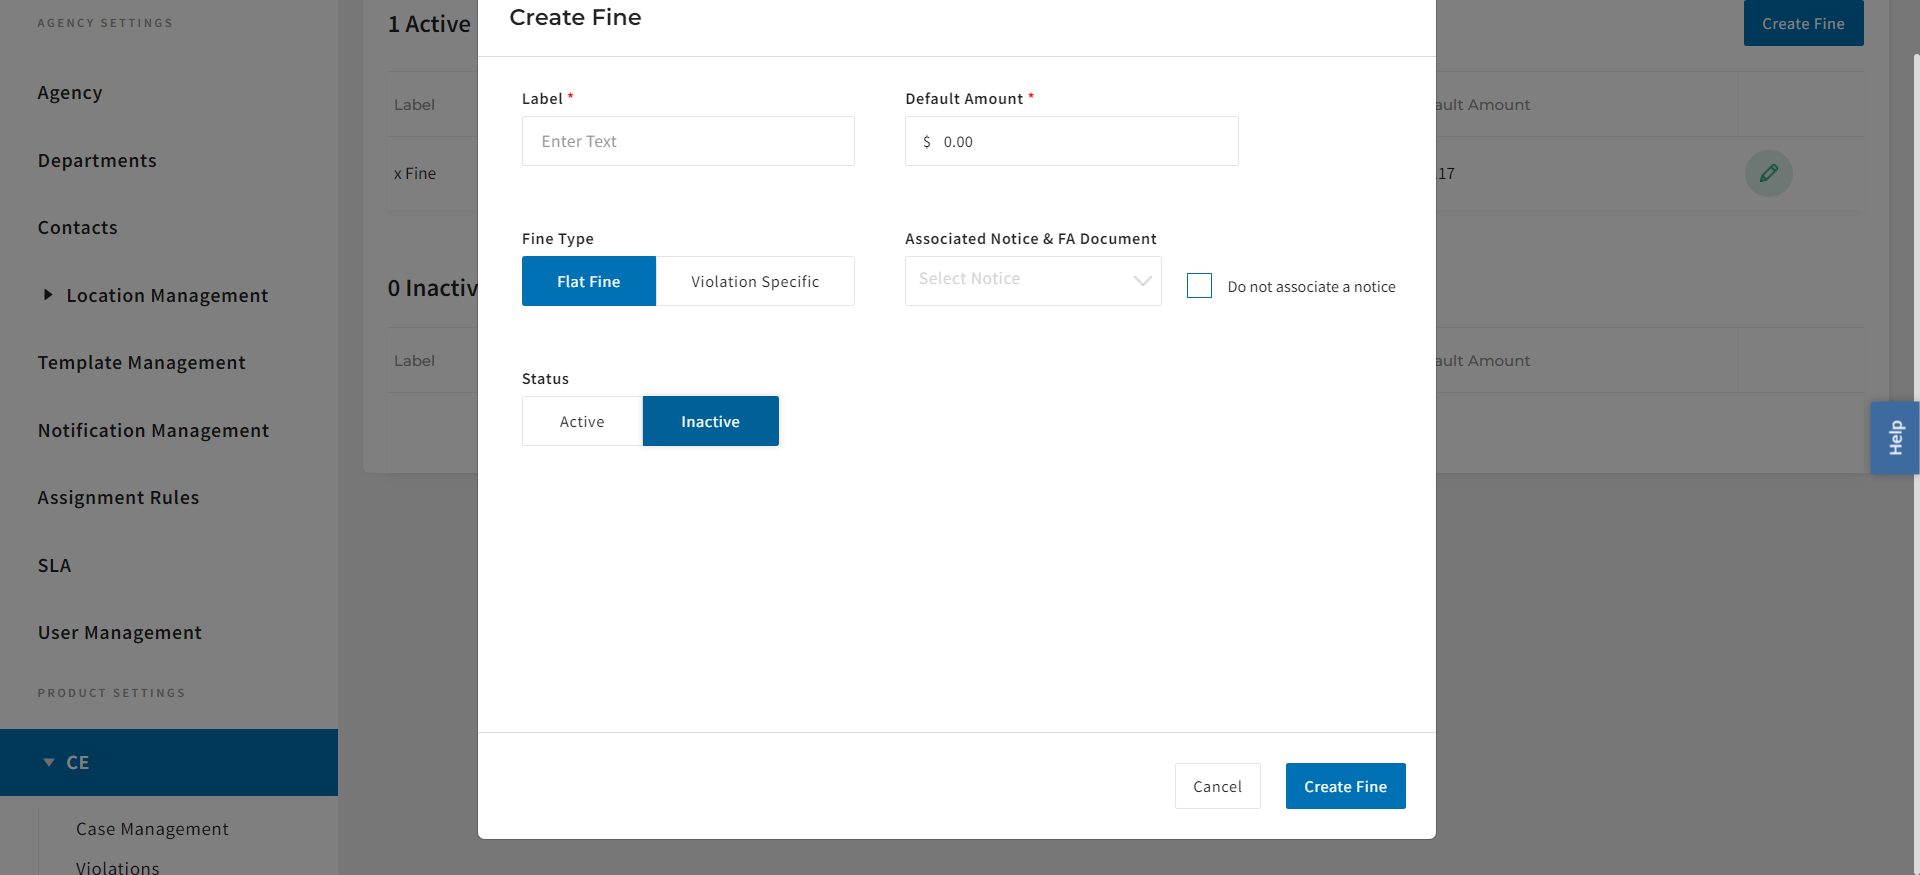 AGENCY SETTINGS
Agency
Departments
Contacts
Location Management
Template Management
Notification Management
Assignment Rules
SLA
User Management
PRODUCT SETTINGS
CE
Case Management
Violations
1 Active
Create Fine
Label
ault Amount
x Fine
.17
0 Inactiv
Label
ault Amount
Create Fine
Label *
Default Amount *
Enter Text
$ 0.00
Fine Type
Associated Notice & FA Document
Flat Fine
Violation Specific
Select Notice
Do not associate a notice
Status
Active
Inactive
Cancel
Create Fine
Help